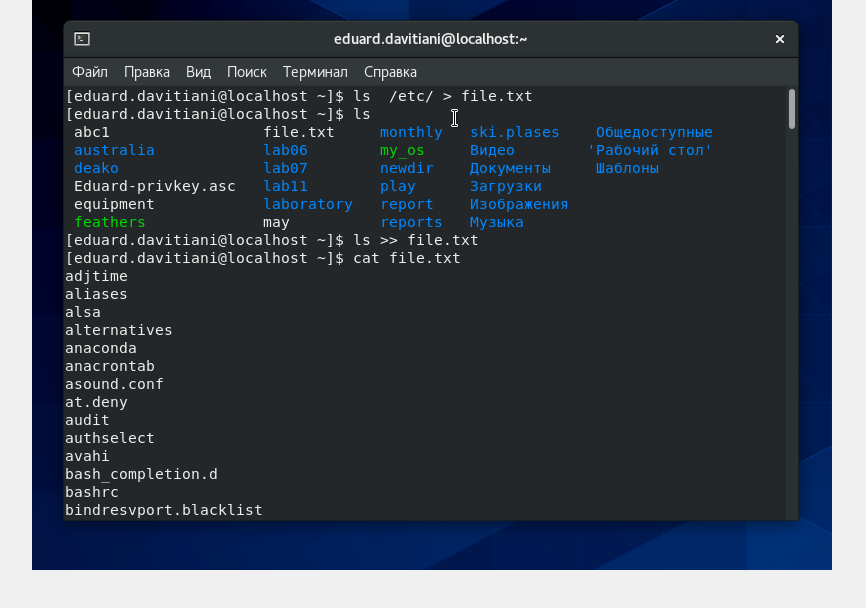 eduard.davitiani@localhost:~
Файл Правка Вид Поиск Терминал Справка
[eduard.davitiani@localhost ~]$ ls  /etc/ > file.txt
[eduard.davitiani@localhost ~]$ ls
 abc1                 file.txt     monthly   ski.plases    Общедоступные
 australia            lab06        my_os     Видео        'Рабочий стол'
 deako                lab07        newdir    Документы     Шаблоны
 Eduard-privkey.asc   lab11        play      Загрузки
 equipment            laboratory   report    Изображения
 feathers             may          reports   Музыка
[eduard.davitiani@localhost ~]$ ls >> file.txt
[eduard.davitiani@localhost ~]$ cat file.txt
adjtime
aliases
alsa
alternatives
anaconda
anacrontab
asound.conf
at.deny
audit
authselect
avahi
bash_completion.d
bashrc
bindresvport.blacklist